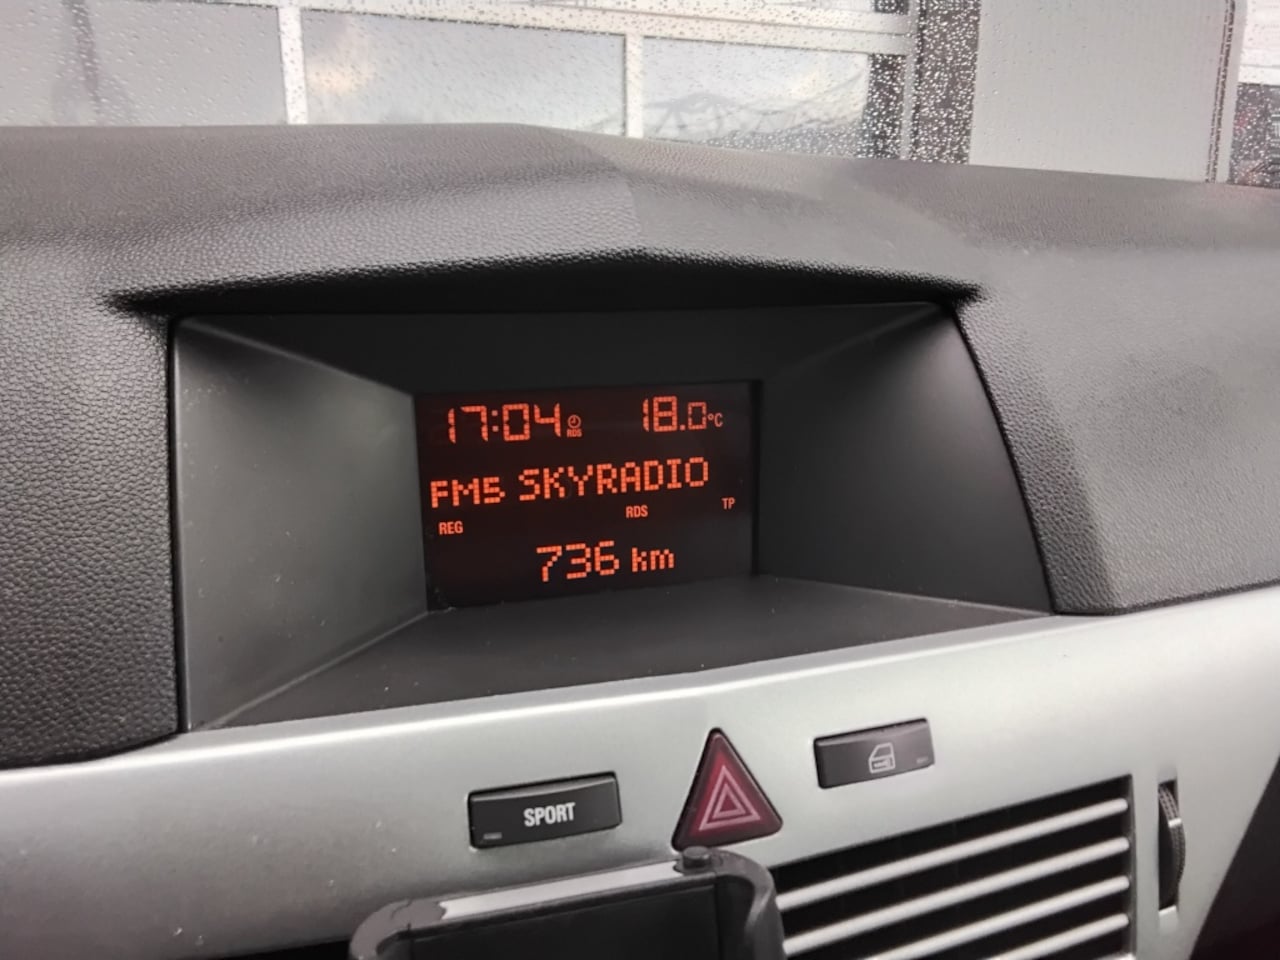 17:04 RDS 18.0°C
FM5 SKYRADIO
REG RDS TP
736 km
SPORT